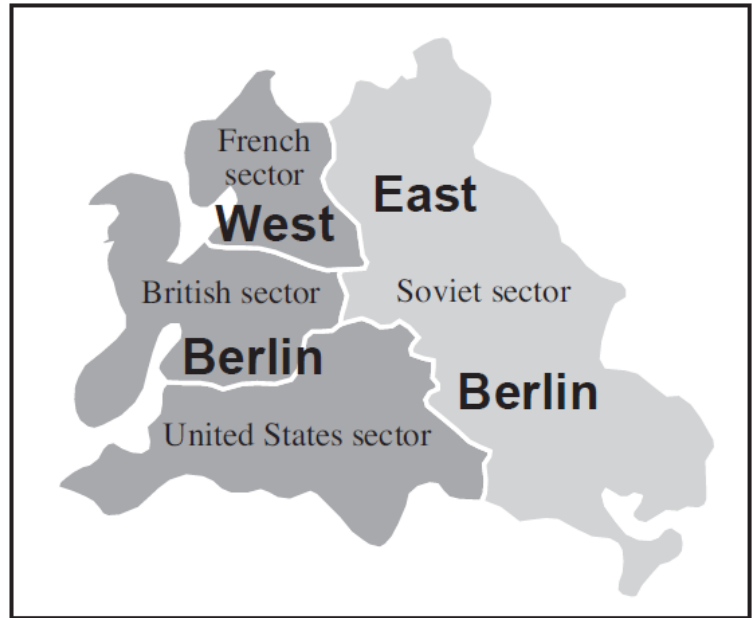 French
sector
West
East
British sector
Soviet sector
Berlin
Berlin
United States sector